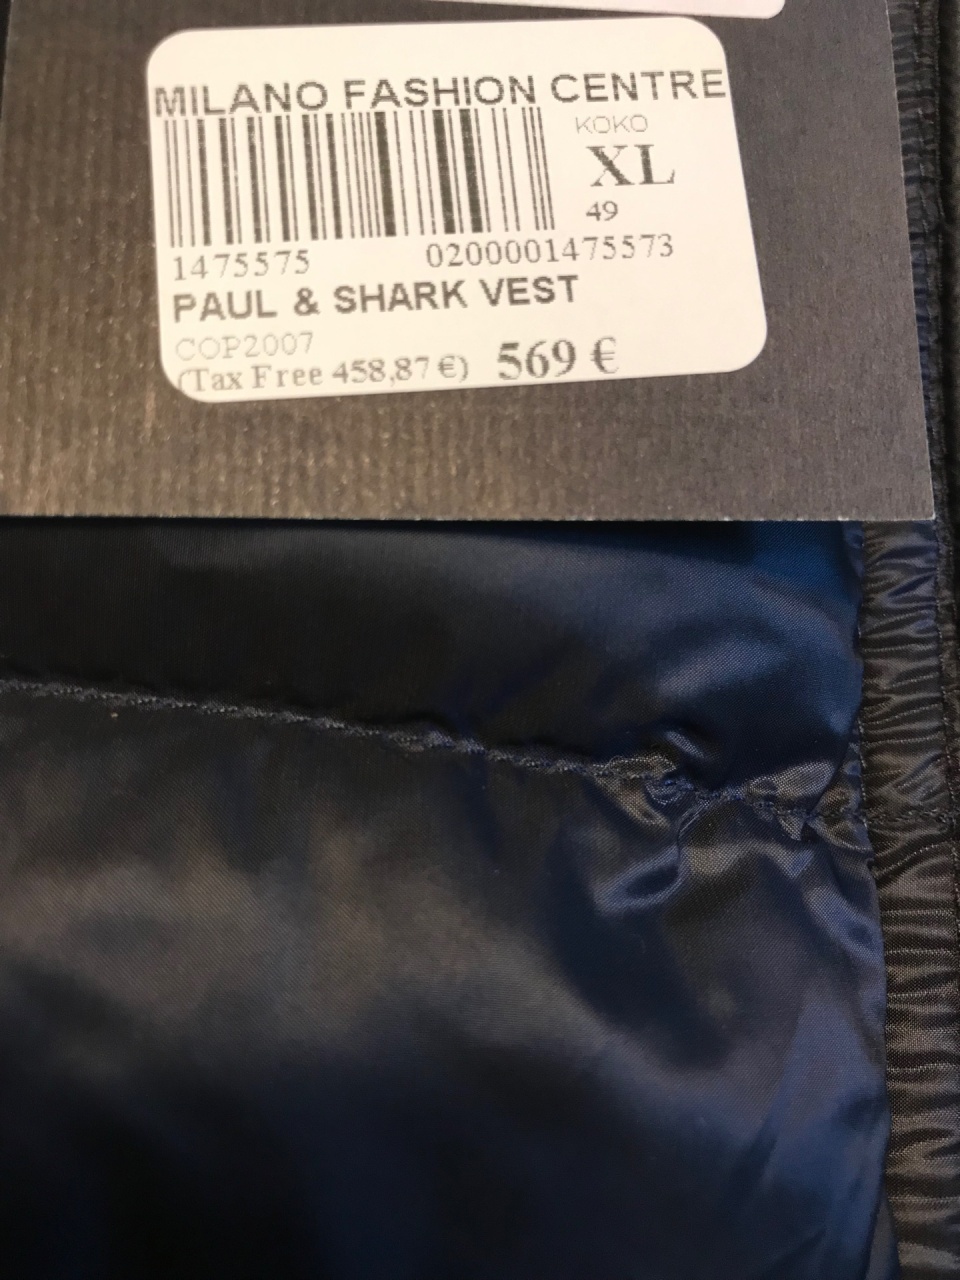 MILANO FASHION CENTRE
KOKO
XL
49
1475575 0200001475573
PAUL & SHARK VEST
COP2007
(Tax Free 458,87 €) 569 €